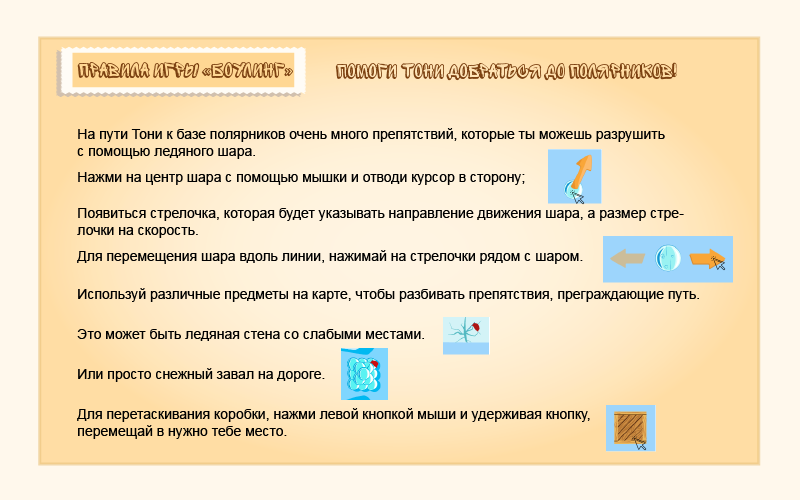 ПРАВИЛА ИГРЫ «БОУЛИНГ»
ПОМОГИ ТОНИ ДОБРАТЬСЯ ДО ПОЛЯРНИКОВ!
На пути Тони к базе полярников очень много препятствий, которые ты можешь разрушить
с помощью ледяного шара.
Нажми на центр шара с помощью мышки и отводи курсор в сторону;
Появиться стрелочка, которая будет указывать направление движения шара, а размер стре-
лочки на скорость.
Для перемещения шара вдоль линии, нажимай на стрелочки рядом с шаром.
Используй различные предметы на карте, чтобы разбивать препятствия, преграждающие путь.
Это может быть ледяная стена со слабыми местами.
Или просто снежный завал на дороге.
Для перетаскивания коробки, нажми левой кнопкой мыши и удерживая кнопку,
перемещай в нужно тебе место.